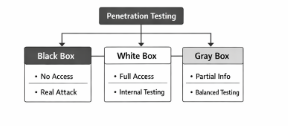 Penetration Testing
Black Box
• No Access
• Real Attack
White Box
• Full Access
• Internal Testing
Gray Box
• Partial Info
• Balanced Testing